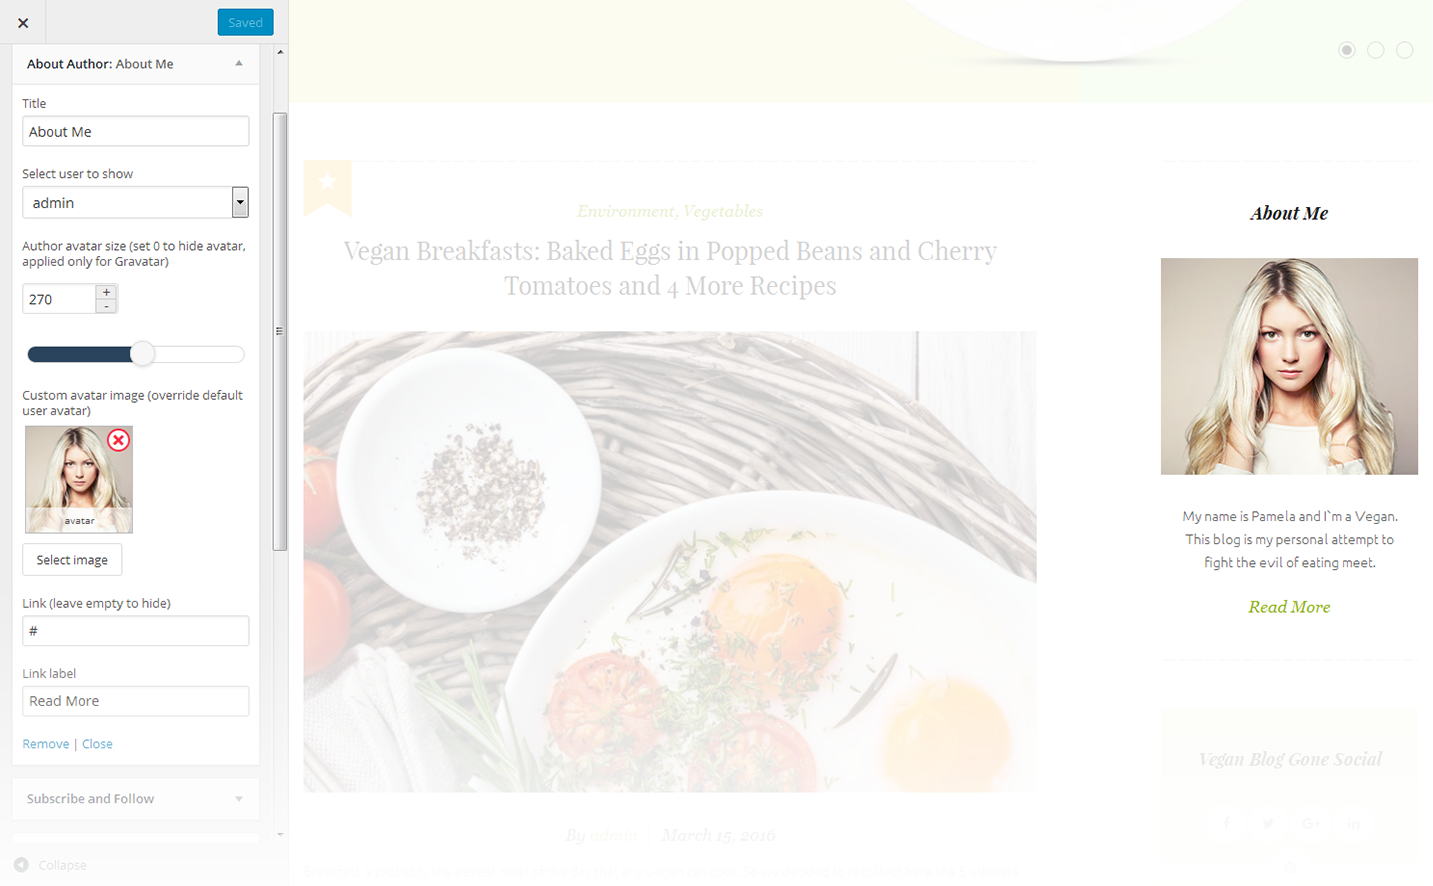 Saved
About Author: About Me
Title
About Me
Select user to show
admin
Author avatar size (set 0 to hide avatar,
applied only for Gravatar)
270
+
-
Custom avatar image (override default
user avatar)
avatar
Select image
Link (leave empty to hide)
#
Link label
Read More
Remove | Close
Subscribe and Follow
Collapse
Environment, Vegetables
Vegan Breakfasts: Baked Eggs in Popped Beans and Cherry
Tomatoes and 4 More Recipes
By admin
March 15, 2016
About Me
My name is Pamela and I`m a Vegan.
This blog is my personal attempt to
fight the evil of eating meet.
Read More
Vegan Blog Gone Social